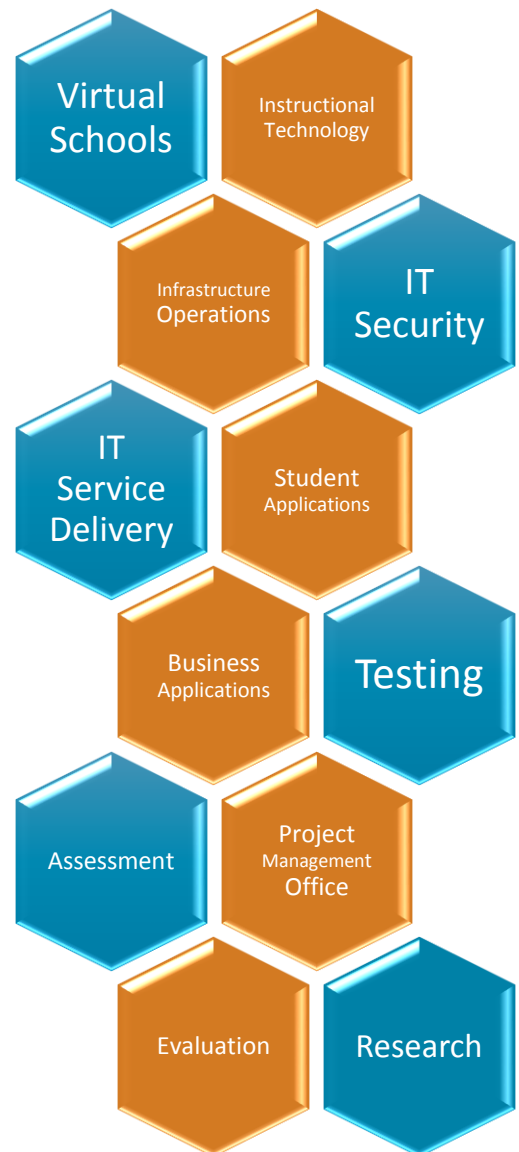 Virtual
Schools
Instructional
Technology
Infrastructure
Operations
IT
Security
IT
Service
Delivery
Student
Applications
Business
Applications
Testing
Assessment
Project
Management
Office
Evaluation
Research